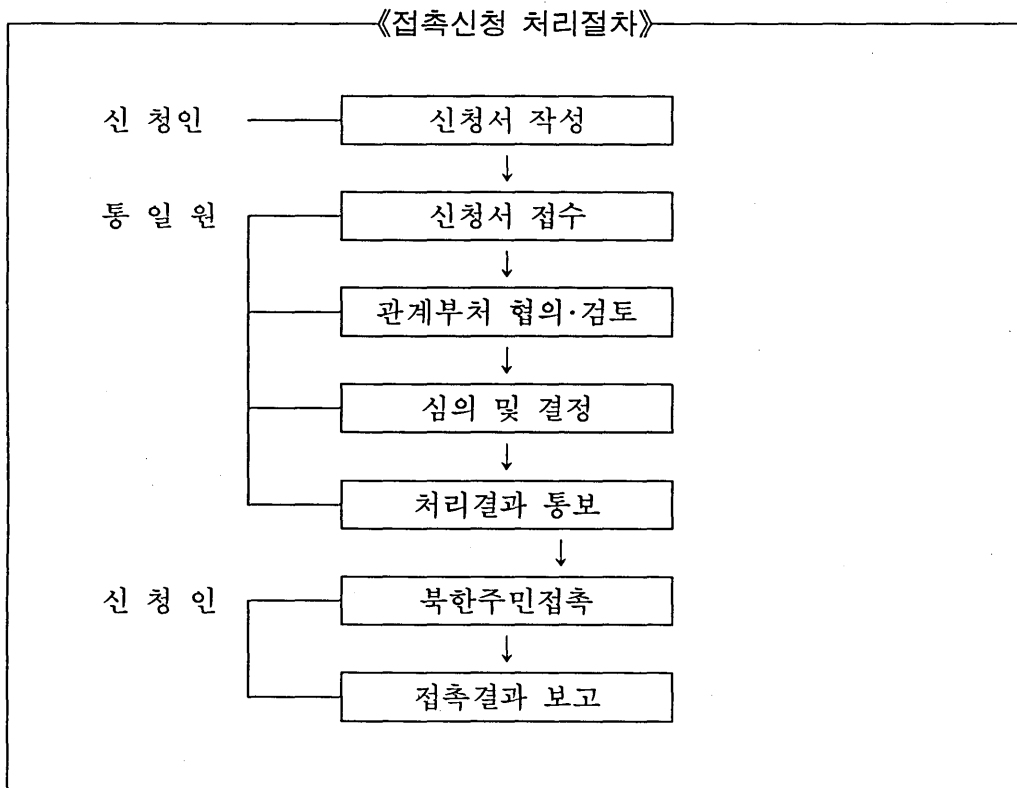 《접촉신청 처리절차》
신 청인 신청서 작성
↓
통 일 원 신청서 접수
↓
관계부처 협의·검토
↓
심의 및 결정
↓
처리결과 통보
↓
신 청 인 북한주민접촉
↓
접촉결과 보고